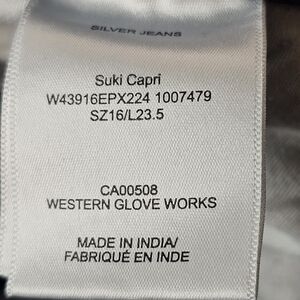 SILVER JEANS
Suki Capri
W43916EPX224 1007479
SZ16/L23.5
CA00508
WESTERN GLOVE WORKS
MADE IN INDIA/
FABRIQUÉ EN INDE